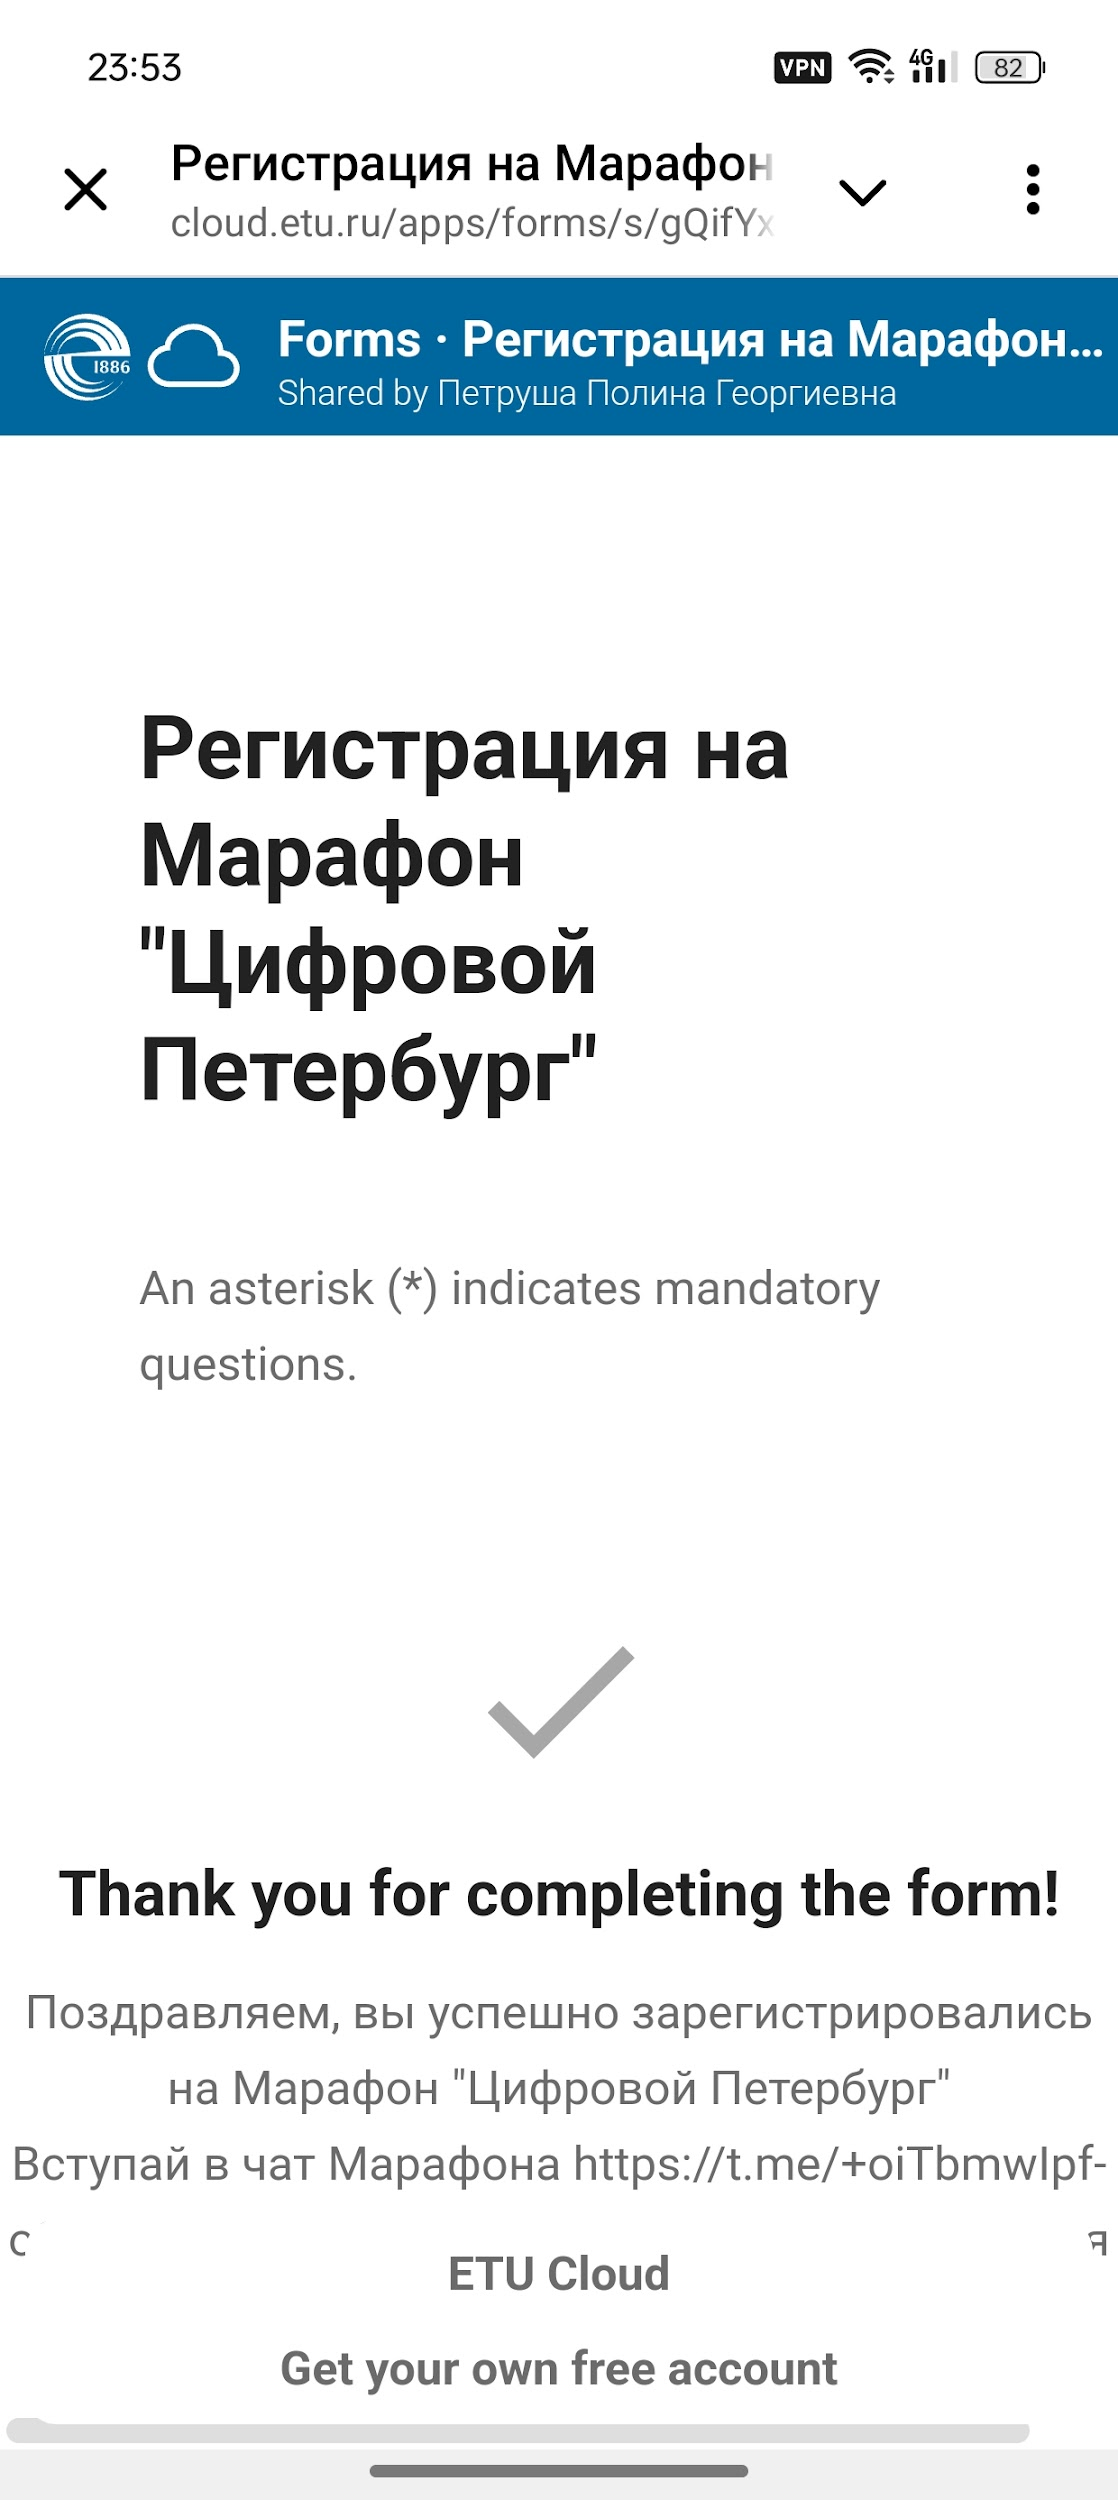 23:53
VPN 4G 82
Регистрация на Марафон
cloud.etu.ru/apps/forms/s/gQifYx
1886
Forms · Регистрация на Марафон...
Shared by Петруша Полина Георгиевна
Регистрация на
Марафон
"Цифровой
Петербург"
An asterisk (*) indicates mandatory
questions.
Thank you for completing the form!
Поздравляем, вы успешно зарегистрировались
на Марафон "Цифровой Петербург"
Вступай в чат Марафона https://t.me/+oiTbmwIpf-
ETU Cloud
Get your own free account